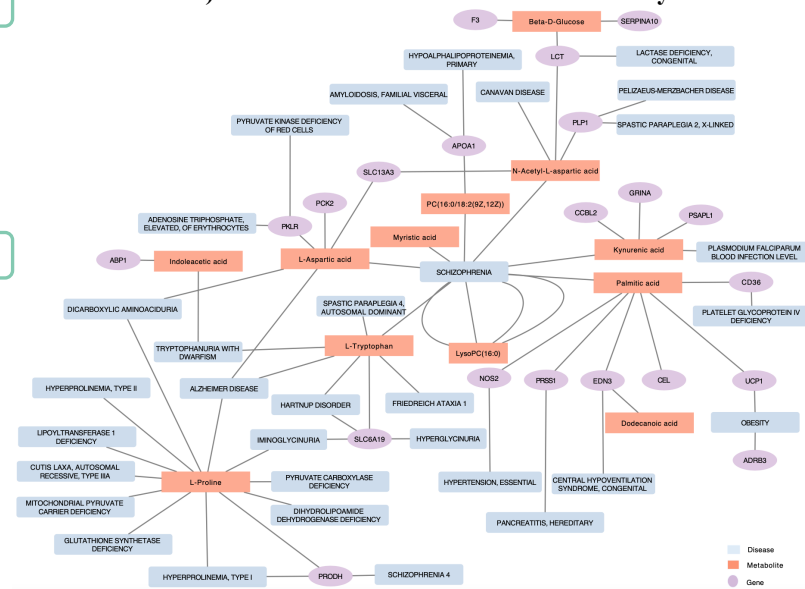 F3
Beta-D-Glucose
SERPINA10
HYPOALPHALIPOPROTEINEMIA,
PRIMARY
LCT
LACTASE DEFICIENCY,
CONGENITAL
AMYLOIDOSIS, FAMILIAL VISCERAL
CANAVAN DISEASE
PELIZAEUS-MERZBACHER DISEASE
PYRUVATE KINASE DEFICIENCY
OF RED CELLS
PLP1
SPASTIC PARAPLEGIA 2, X-LINKED
APOA1
SLC13A3
N-Acetyl-L-aspartic acid
PCK2
PC(16:0/18:2(9Z,12Z))
GRINA
CCBL2
PSAPL1
ADENOSINE TRIPHOSPHATE,
ELEVATED, OF ERYTHROCYTES
PKLR
Myristic acid
Kynurenic acid
PLASMODIUM FALCIPARUM
BLOOD INFECTION LEVEL
ABP1
Indoleacetic acid
L-Aspartic acid
SCHIZOPHRENIA
Palmitic acid
CD36
DICARBOXYLIC AMINOACIDURIA
SPASTIC PARAPLEGIA 4,
AUTOSOMAL DOMINANT
PLATELET GLYCOPROTEIN IV
DEFICIENCY
TRYPTOPHANURIA WITH
DWARFISM
L-Tryptophan
LysoPC(16:0)
HYPERPROLINEMIA, TYPE II
ALZHEIMER DISEASE
NOS2
PRSS1
EDN3
CEL
UCP1
HARTNUP DISORDER
FRIEDREICH ATAXIA 1
Dodecanoic acid
OBESITY
LIPOYLTRANSFERASE 1
DEFICIENCY
IMINOGLYCINURIA
SLC6A19
HYPERGLYCINURIA
ADRB3
CUTIS LAXA, AUTOSOMAL
RECESSIVE, TYPE IIIA
L-Proline
PYRUVATE CARBOXYLASE
DEFICIENCY
HYPERTENSION, ESSENTIAL
CENTRAL HYPOVENTILATION
SYNDROME, CONGENITAL
MITOCHONDRIAL PYRUVATE
CARRIER DEFICIENCY
DIHYDROLIPOAMIDE
DEHYDROGENASE DEFICIENCY
PANCREATITIS, HEREDITARY
GLUTATHIONE SYNTHETASE
DEFICIENCY
HYPERPROLINEMIA, TYPE I
PRODH
SCHIZOPHRENIA 4
Disease
Metabolite
Gene